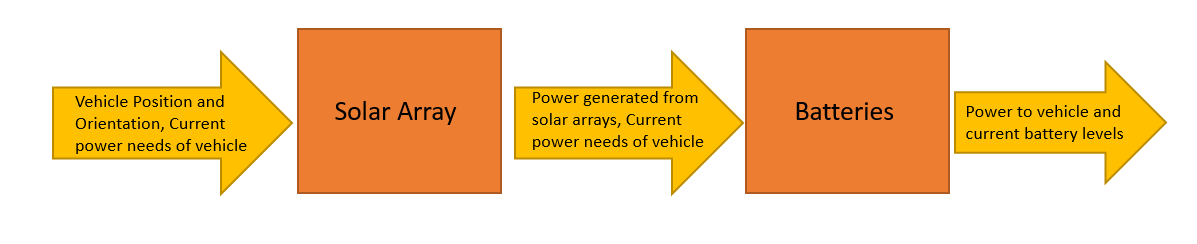 Vehicle Position and
Orientation, Current
power needs of vehicle
Solar Array
Power generated from
solar arrays, Current
power needs of vehicle
Batteries
Power to vehicle and
current battery levels